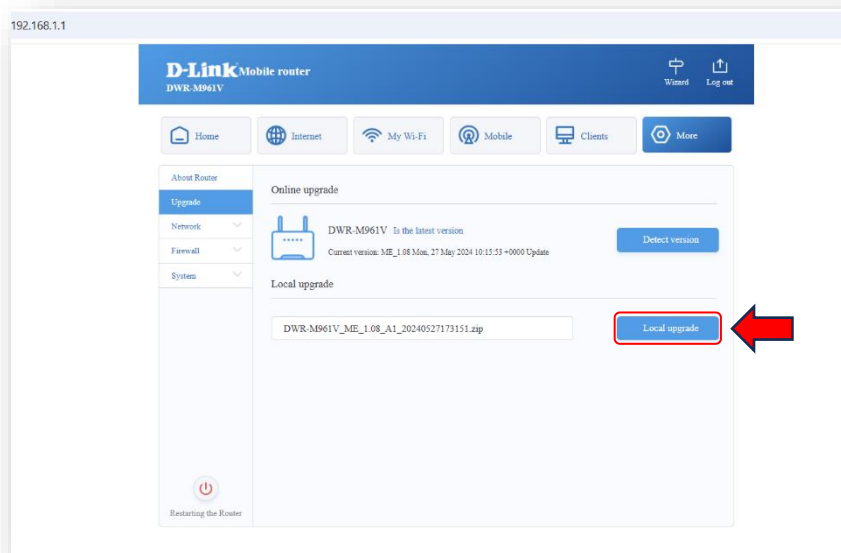 192.168.1.1
D-Link Mobile router
DWR-M961V
Wizard Log out
Home Internet My Wi-Fi Mobile Clients More
About Router
Upgrade
Network
Firewall
System
Online upgrade
DWR-M961V Is the latest version
Current version: ME_1.08 Mon, 27 May 2024 10:15:53 +0000 Update
Detect version
Local upgrade
DWR-M961V_ME_1.08_A1_20240527173151.zip
Local upgrade
Restarting the Router